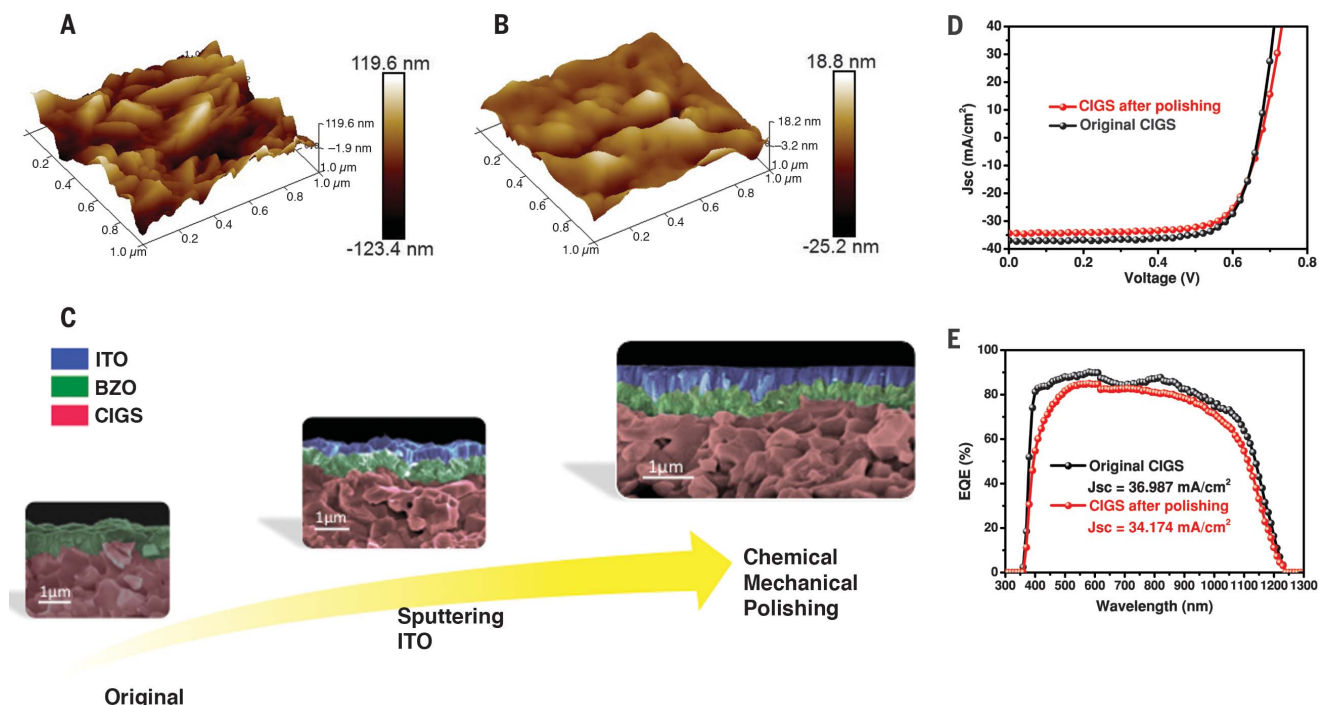 A
119.6 nm
-123.4 nm
119.6 nm
−1.9 nm
1.0 µm
1.0 µm
0.8
0.6
0.4
0.2
0.2
0.4
0.6
0.8
1.0 µm
B
18.8 nm
-25.2 nm
18.2 nm
−3.2 nm
1.0 µm
1.0 µm
0.8
0.6
0.4
0.2
0.2
0.4
0.6
0.8
1.0 µm
C
ITO
BZO
CIGS
1µm
1µm
1µm
Original
Sputtering
ITO
Chemical
Mechanical
Polishing
D
40
30
20
10
0
-10
-20
-30
-40
Jsc (mA/cm²)
CIGS after polishing
Original CIGS
0.0
0.2
0.4
0.6
0.8
Voltage (V)
E
100
80
60
40
20
0
EQE (%)
Original CIGS
Jsc = 36.987 mA/cm²
CIGS after polishing
Jsc = 34.174 mA/cm²
300 400 500 600 700 800 900 1000 1100 1200 1300
Wavelength (nm)